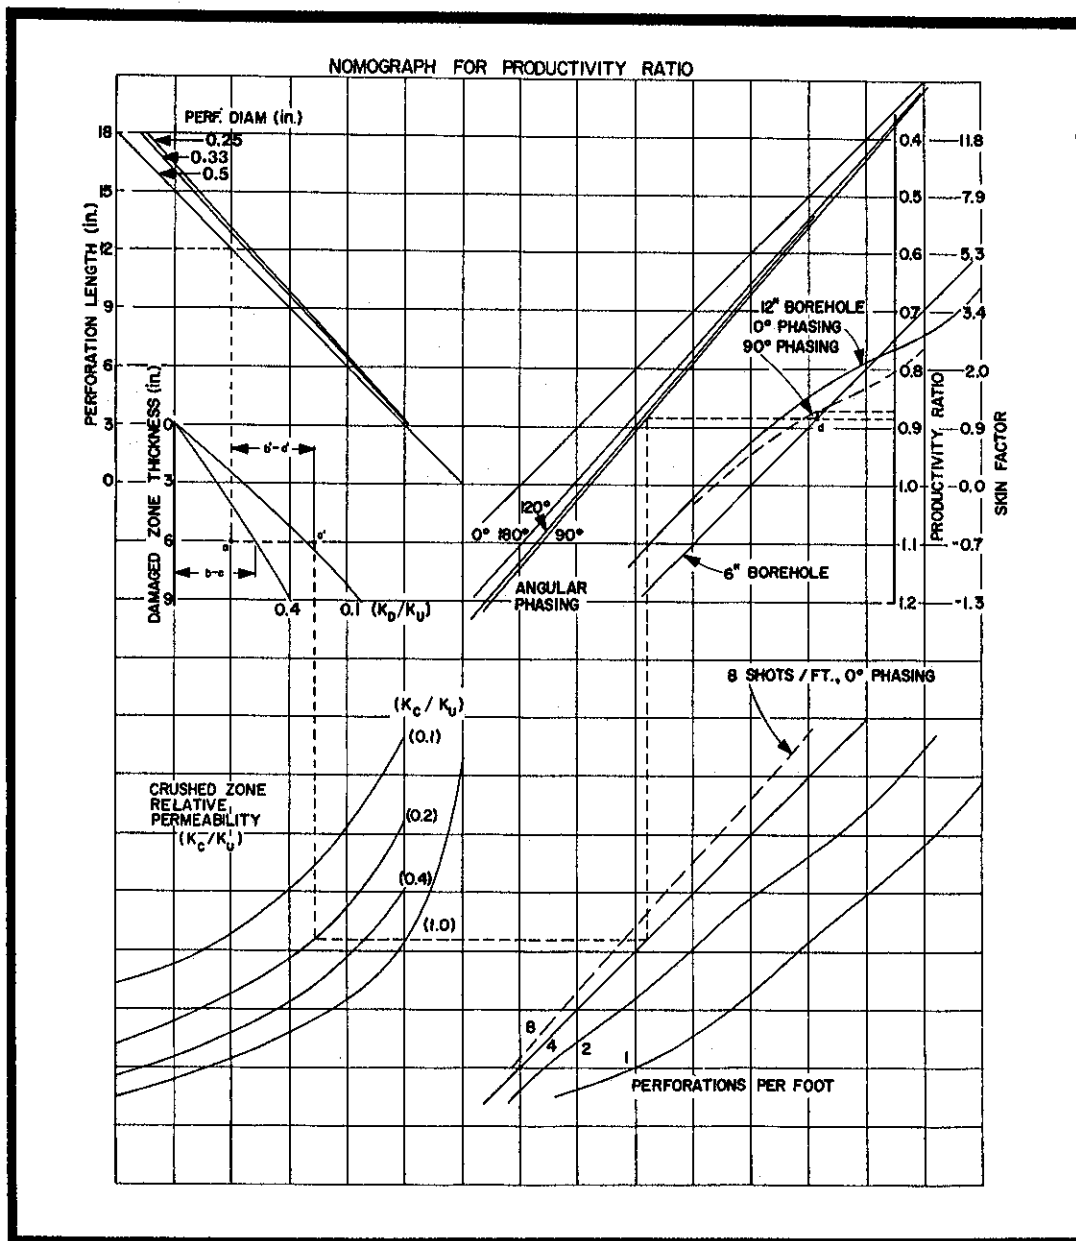 NOMOGRAPH FOR PRODUCTIVITY RATIO
PERF. DIAM (in.)
0.25
0.33
0.5
PERFORATION LENGTH (in.)
18
15
12
9
6
3
0
DAMAGED ZONE THICKNESS (in.)
0
3
6
9
b'-d'
a
a'
b-a
0.4
0.1 (K_D/K_U)
0° 180°
120°
90°
ANGULAR
PHASING
12" BOREHOLE
0° PHASING
90° PHASING
d
6" BOREHOLE
0.4
0.5
0.6
0.7
0.8
0.9
1.0
1.1
1.2
PRODUCTIVITY RATIO
11.8
7.9
5.3
3.4
2.0
0.9
0.0
-0.7
-1.3
SKIN FACTOR
(K_C/K_U)
(0.1)
(0.2)
(0.4)
(1.0)
CRUSHED ZONE
RELATIVE
PERMEABILITY
(K_C/K_U)
8 SHOTS / FT., 0° PHASING
8
4
2
1
PERFORATIONS PER FOOT